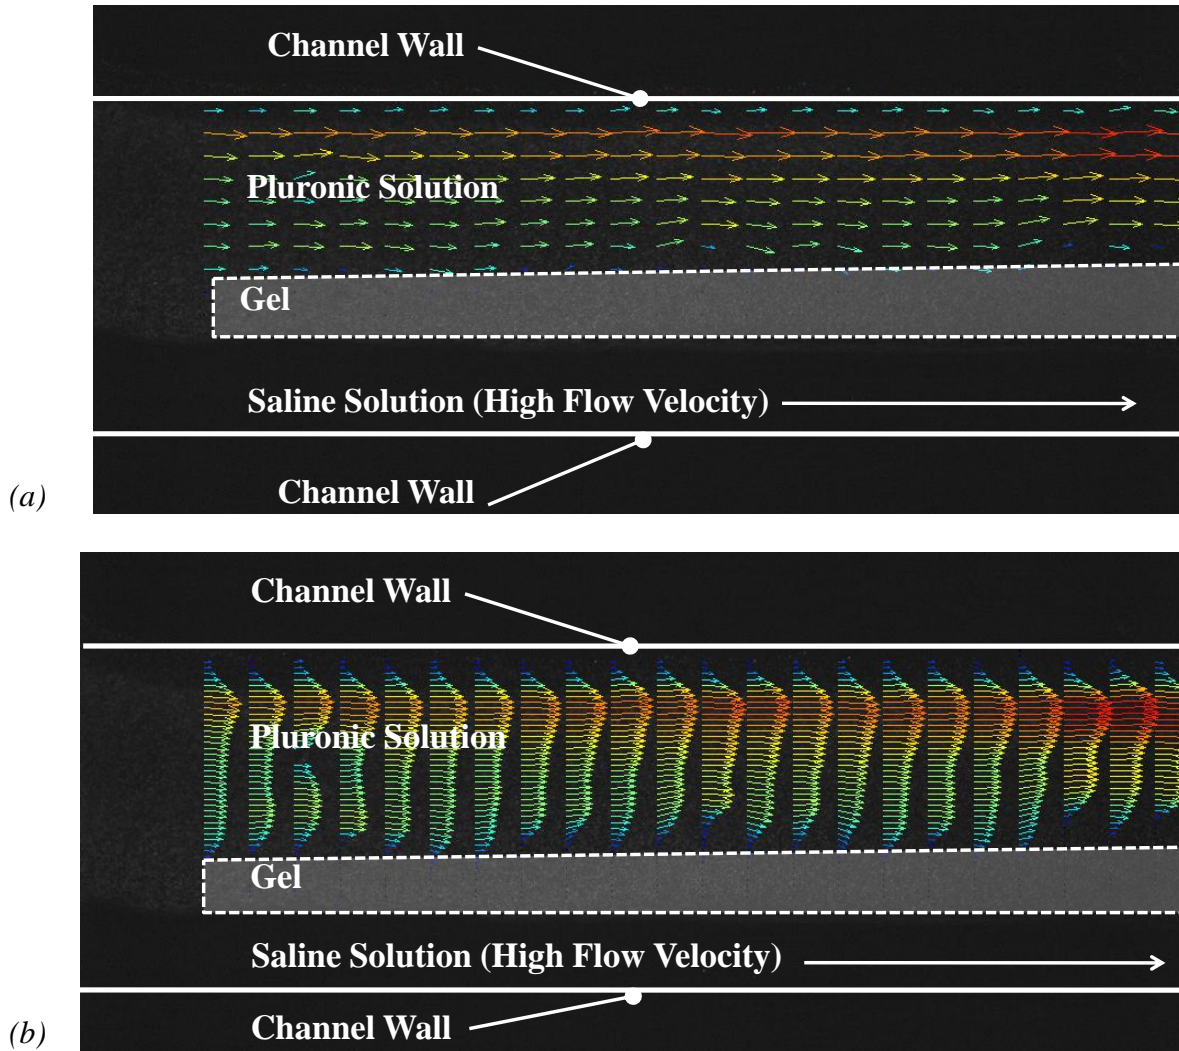 Channel Wall
Pluronic Solution
Gel
Saline Solution (High Flow Velocity)
Channel Wall
(a)
Channel Wall
Pluronic Solution
Gel
Saline Solution (High Flow Velocity)
Channel Wall
(b)